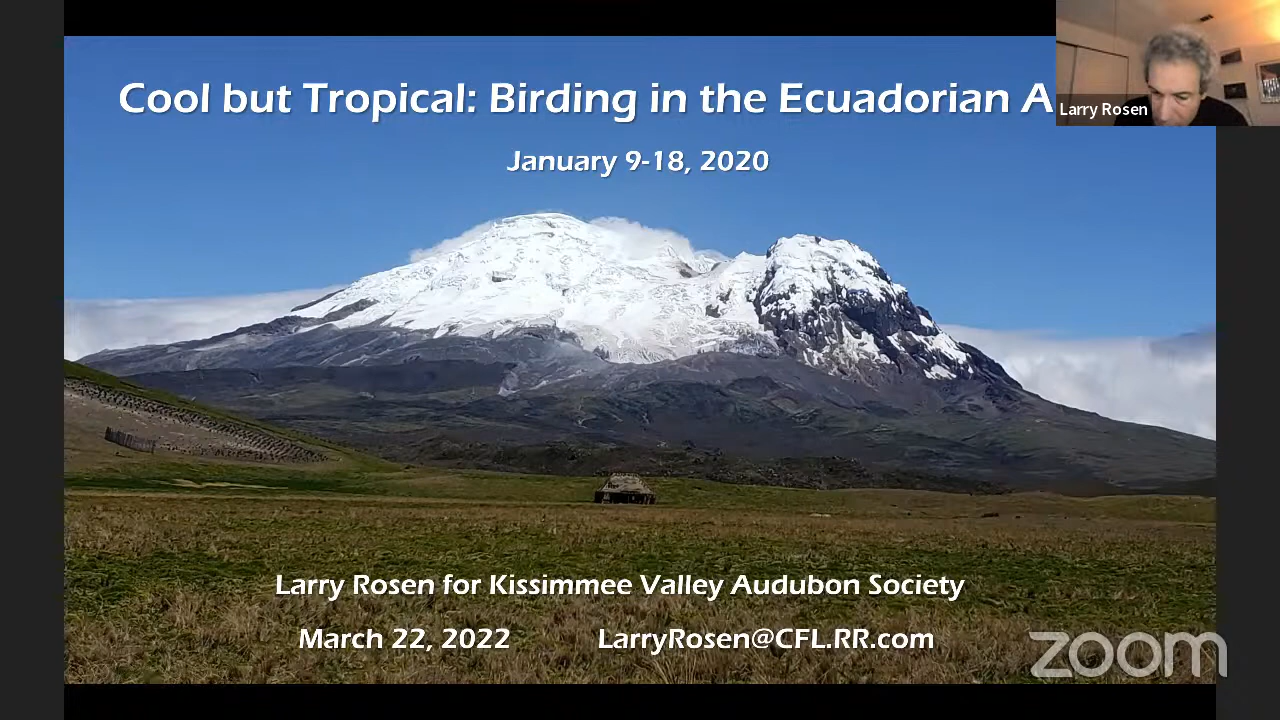 Cool but Tropical: Birding in the Ecuadorian A
Larry Rosen
January 9-18, 2020
Larry Rosen for Kissimmee Valley Audubon Society
March 22, 2022 LarryRosen@CFL.RR.com
zoom